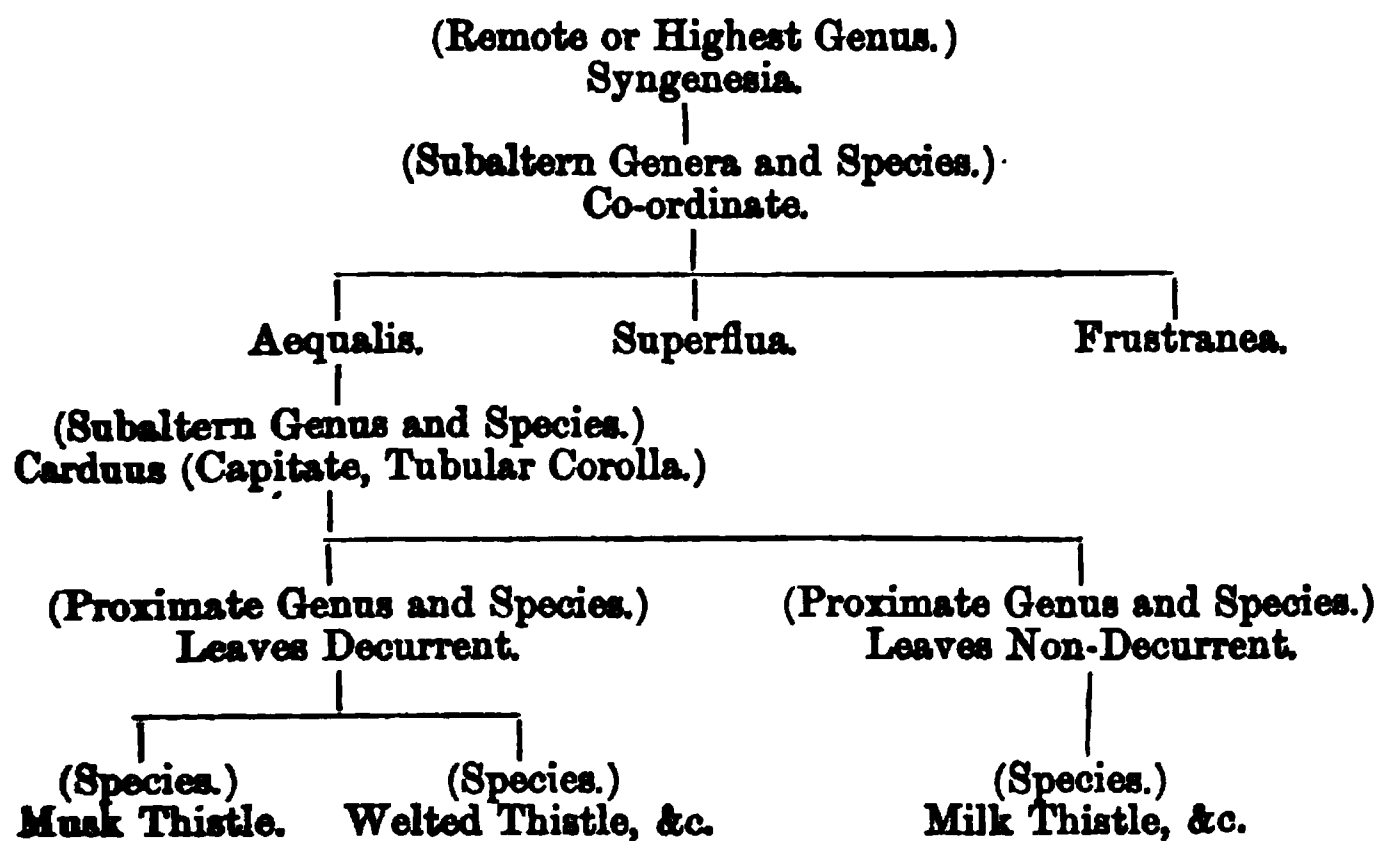 (Remote or Highest Genus.)
Syngenesia.
(Subaltern Genera and Species.)
Co-ordinate.
Aequalis. Superflua. Frustranea.
(Subaltern Genus and Species.)
Carduus (Capitate, Tubular Corolla.)
(Proximate Genus and Species.) (Proximate Genus and Species.)
Leaves Decurrent. Leaves Non-Decurrent.
(Species.) (Species.) (Species.)
Musk Thistle. Welted Thistle, &c. Milk Thistle, &c.